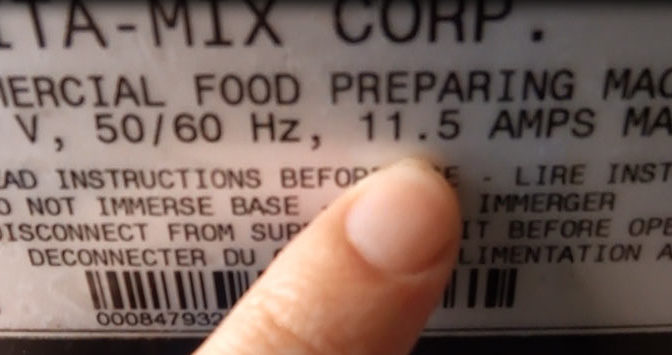 ITA-MIX CORP.
MERCIAL FOOD PREPARING MAC
V, 50/60 Hz, 11.5 AMPS MA
AD INSTRUCTIONS BEFOR E - LIRE INST
O NOT IMMERSE BASE - IMMERGER
DISCONNECT FROM SUP IT BEFORE OPE
DECONNECTER DU LIMENTATION A
000847932